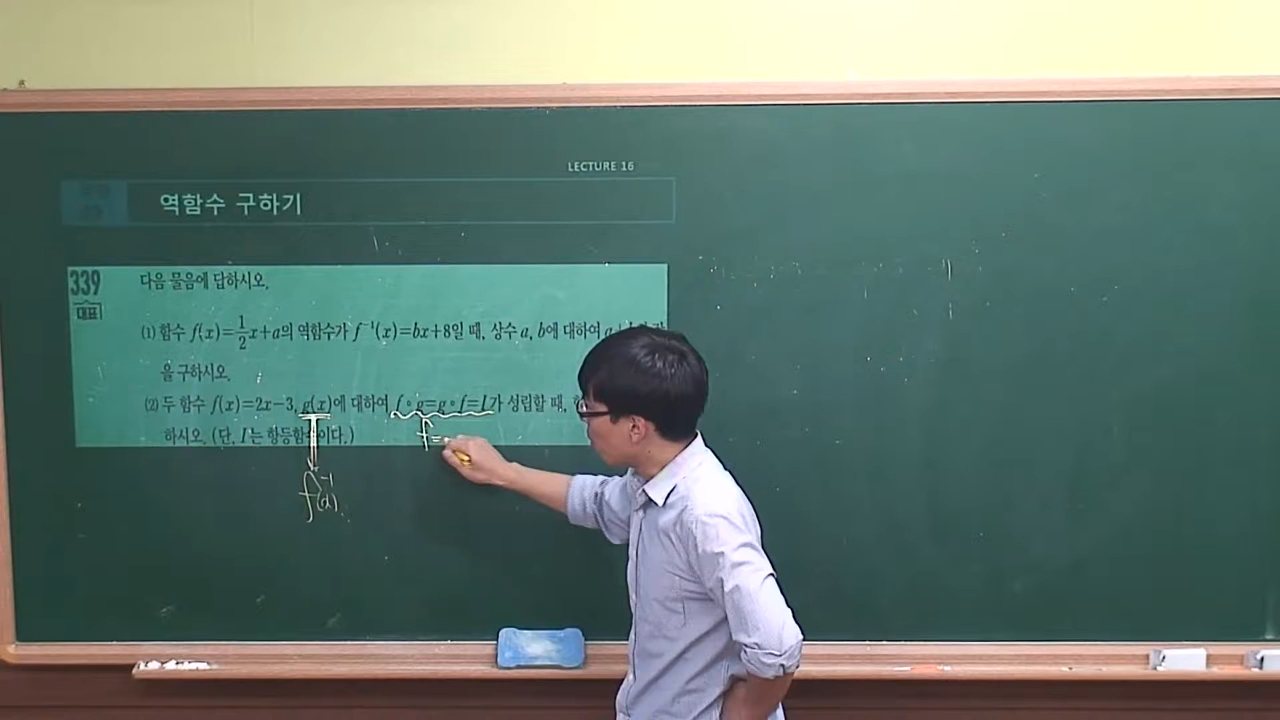 LECTURE 16
역함수 구하기
339 다음 물음에 답하시오.
대표
(1) 함수 f(x)=\frac{1}{2}x+a의 역함수가 f⁻¹(x)=bx+8일 때, 상수 a, b에 대하여
을 구하시오.
(2) 두 함수 f(x)=2x-3, g(x)에 대하여 f∘g=g∘f=I가 성립할 때,
하시오. (단, I는 항등함수이다.)
f=
f⁻¹(x)